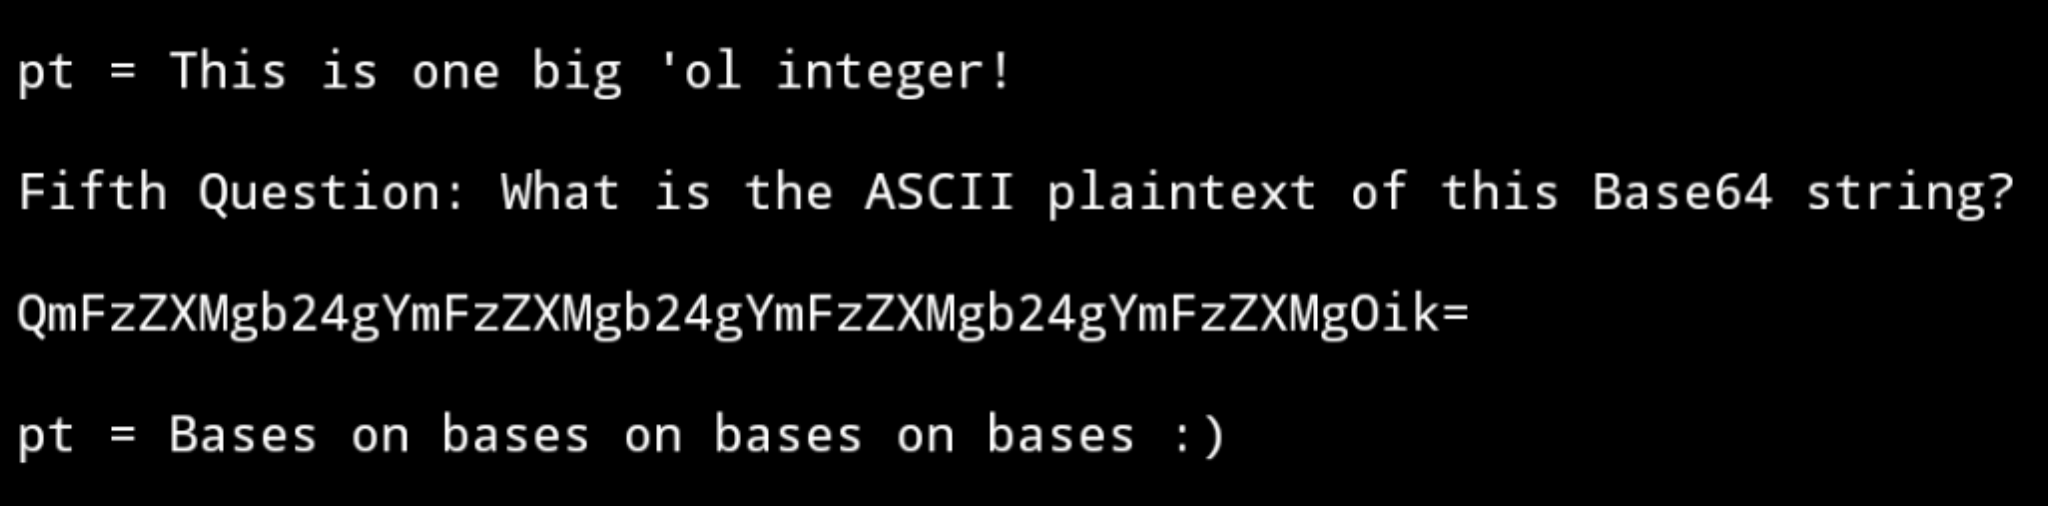 pt = This is one big 'ol integer!
Fifth Question: What is the ASCII plaintext of this Base64 string?
QmFzZXMgb24gYmFzZXMgb24gYmFzZXMgb24gYmFzZXMgOik=
pt = Bases on bases on bases on bases :)